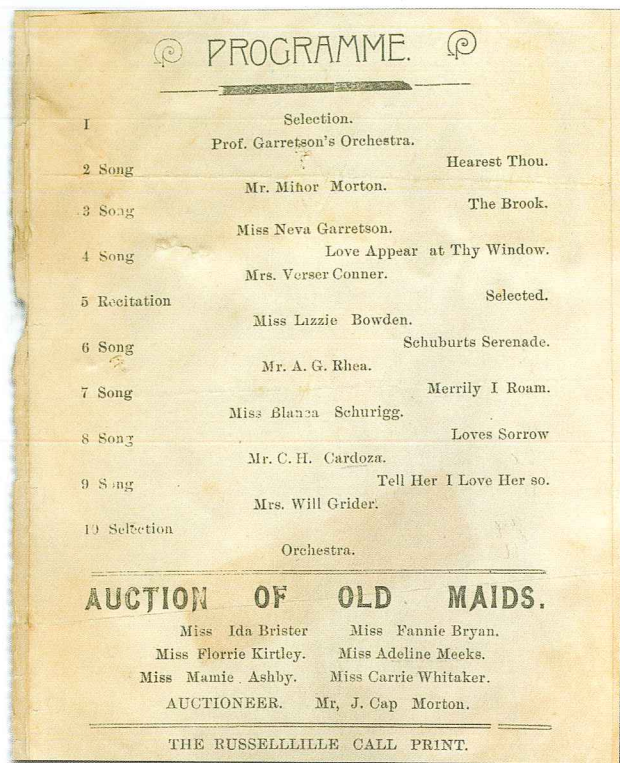 PROGRAMME.
1 Selection.
Prof. Garretson's Orchestra.
2 Song Hearest Thou.
Mr. Minor Morton.
3 Song The Brook.
Miss Neva Garretson.
4 Song Love Appear at Thy Window.
Mrs. Verser Conner.
5 Recitation Selected.
Miss Lizzie Bowden.
6 Song Schuburts Serenade.
Mr. A. G. Rhea.
7 Song Merrily I Roam.
Miss Blanca Schurigg.
8 Song Loves Sorrow
Mr. C. H. Cardoza.
9 Song Tell Her I Love Her so.
Mrs. Will Grider.
10 Selection
Orchestra.
AUCTION OF OLD MAIDS.
Miss Ida Brister Miss Fannie Bryan.
Miss Florrie Kirtley. Miss Adeline Meeks.
Miss Mamie Ashby. Miss Carrie Whitaker.
AUCTIONEER. Mr, J. Cap Morton.
THE RUSSELLLILLE CALL PRINT.